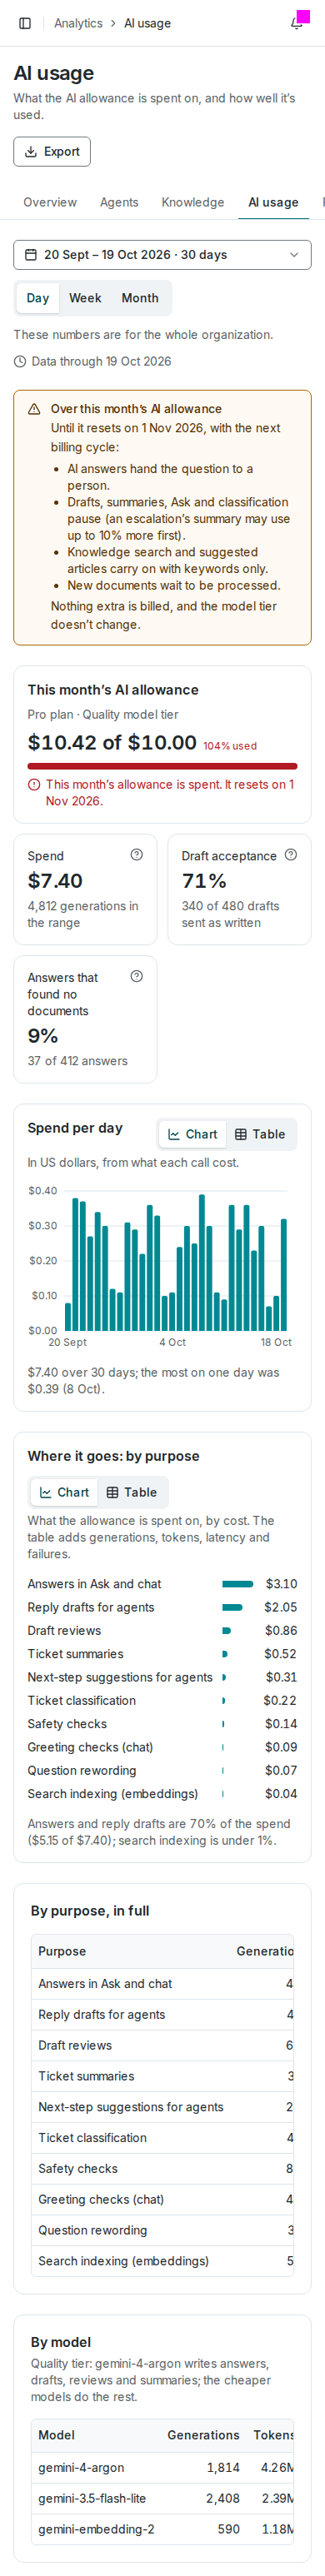 Analytics > AI usage
AI usage
What the AI allowance is spent on, and how well it's
used.
Export
Overview Agents Knowledge AI usage
20 Sept – 19 Oct 2026 · 30 days
Day Week Month
These numbers are for the whole organization.
Data through 19 Oct 2026
Over this month's AI allowance
Until it resets on 1 Nov 2026, with the next
billing cycle:
• AI answers hand the question to a
person.
• Drafts, summaries, Ask and classification
pause (an escalation's summary may use
up to 10% more first).
• Knowledge search and suggested
articles carry on with keywords only.
• New documents wait to be processed.
Nothing extra is billed, and the model tier
doesn't change.
This month's AI allowance
Pro plan · Quality model tier
$10.42 of $10.00 104% used
This month's allowance is spent. It resets on 1
Nov 2026.
Spend
$7.40
4,812 generations in
the range
Draft acceptance
71%
340 of 480 drafts
sent as written
Answers that
found no
documents
9%
37 of 412 answers
Spend per day
Chart Table
In US dollars, from what each call cost.
$0.40
$0.30
$0.20
$0.10
$0.00
20 Sept 4 Oct 18 Oct
$7.40 over 30 days; the most on one day was
$0.39 (8 Oct).
Where it goes: by purpose
Chart Table
What the allowance is spent on, by cost. The
table adds generations, tokens, latency and
failures.
Answers in Ask and chat $3.10
Reply drafts for agents $2.05
Draft reviews $0.86
Ticket summaries $0.52
Next-step suggestions for agents $0.31
Ticket classification $0.22
Safety checks $0.14
Greeting checks (chat) $0.09
Question rewording $0.07
Search indexing (embeddings) $0.04
Answers and reply drafts are 70% of the spend
($5.15 of $7.40); search indexing is under 1%.
By purpose, in full
Purpose Generatio
Answers in Ask and chat 4
Reply drafts for agents 4
Draft reviews 6
Ticket summaries 3
Next-step suggestions for agents 2
Ticket classification 4
Safety checks 8
Greeting checks (chat) 4
Question rewording 3
Search indexing (embeddings) 5
By model
Quality tier: gemini-4-argon writes answers,
drafts, reviews and summaries; the cheaper
models do the rest.
Model Generations Tokens
gemini-4-argon 1,814 4.26M
gemini-3.5-flash-lite 2,408 2.39M
gemini-embedding-2 590 1.18M